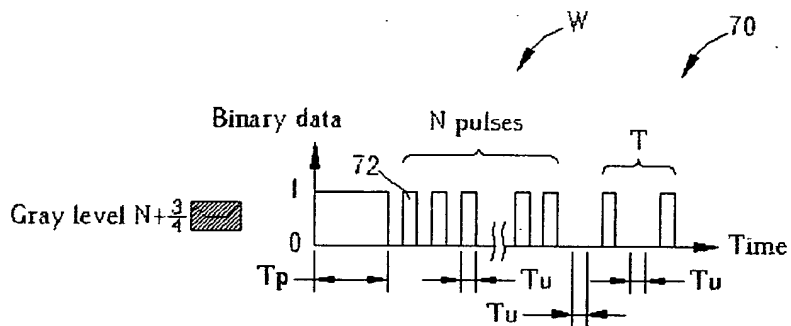 W
70
Binary data
N pulses
T
72
1
Gray level N+3/4
0
Time
Tp
Tu
Tu
Tu